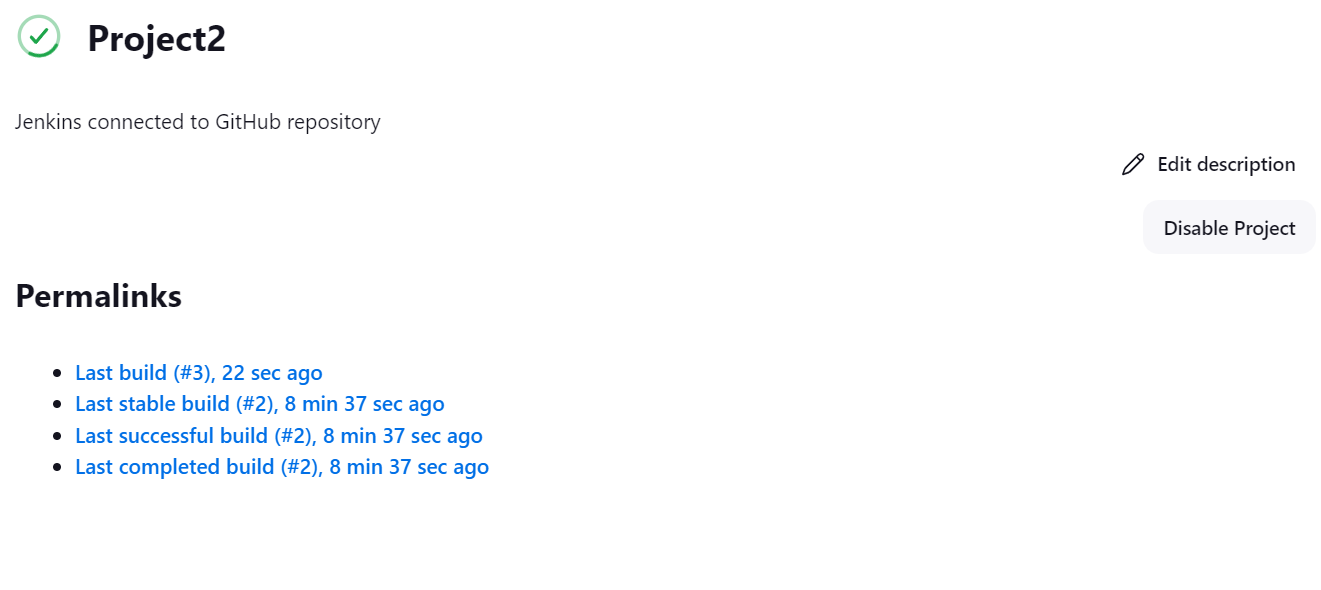 Project2
Jenkins connected to GitHub repository
Edit description
Disable Project
Permalinks
Last build (#3), 22 sec ago
Last stable build (#2), 8 min 37 sec ago
Last successful build (#2), 8 min 37 sec ago
Last completed build (#2), 8 min 37 sec ago